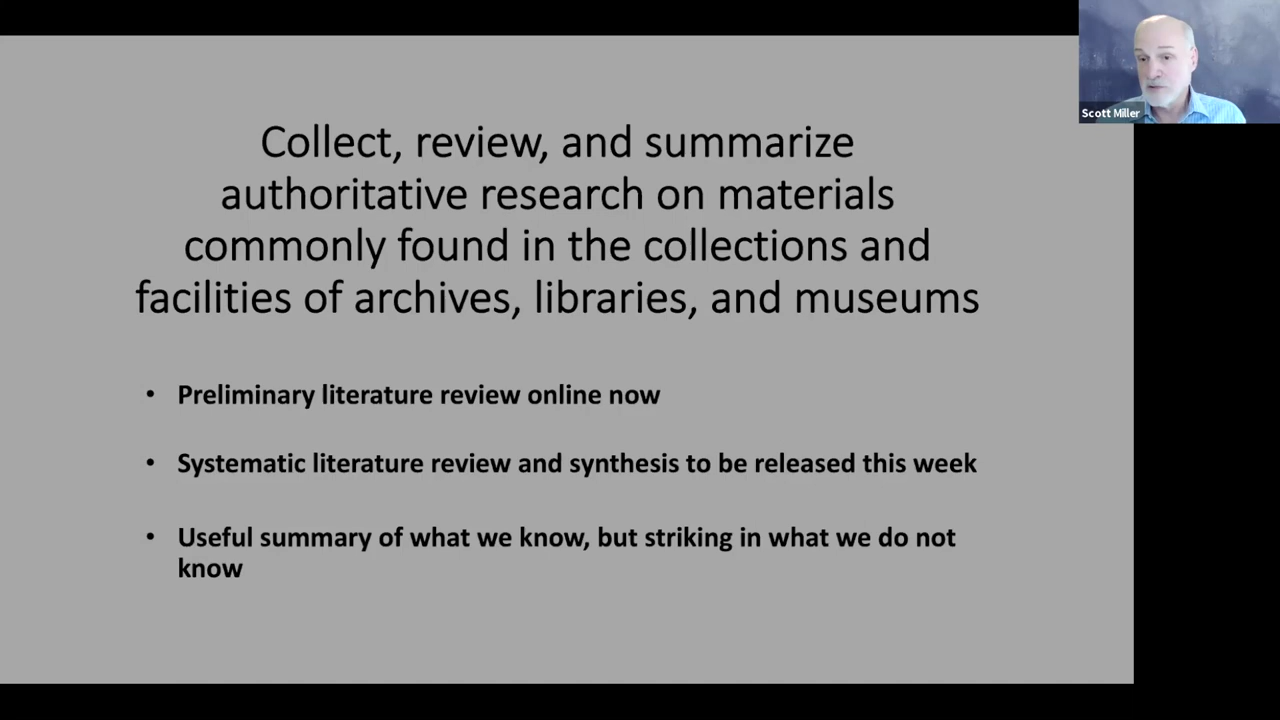 Scott Miller
Collect, review, and summarize
authoritative research on materials
commonly found in the collections and
facilities of archives, libraries, and museums
• Preliminary literature review online now
• Systematic literature review and synthesis to be released this week
• Useful summary of what we know, but striking in what we do not
know